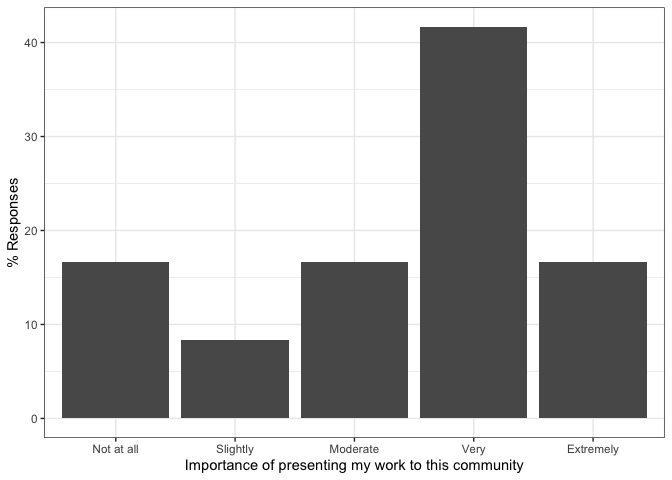 % Responses
40
30
20
10
0
Not at all
Slightly
Moderate
Very
Extremely
Importance of presenting my work to this community